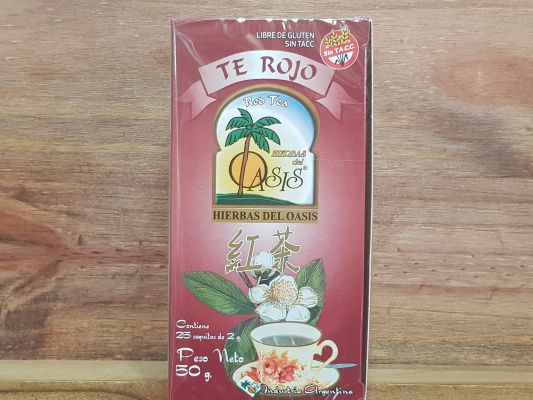 LIBRE DE GLUTEN
SIN TACC
Sin T.A.C.C.
TE ROJO
Red Tea
HIERBAS
del
OASIS®
HIERBAS DEL OASIS
紅茶
Contiene
25 saquitos de 2 g.
Peso Neto
50 g.
Industria Argentina